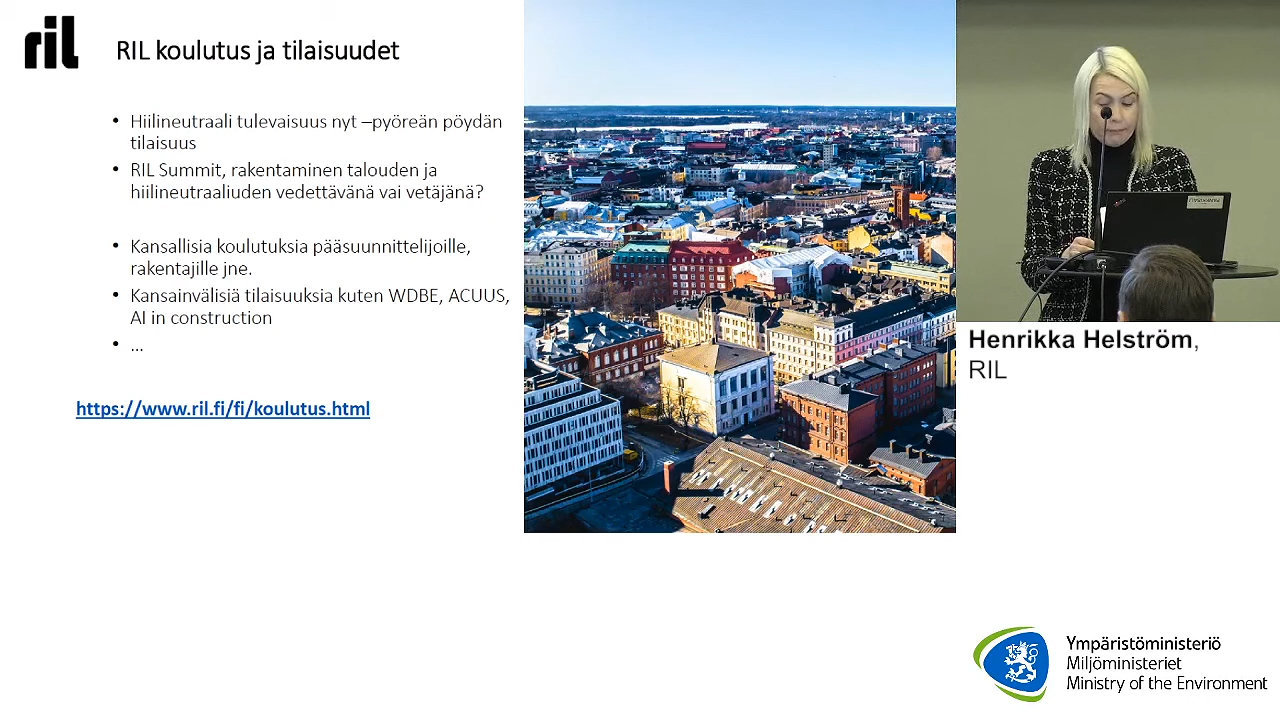 ril
RIL koulutus ja tilaisuudet
• Hiilineutraali tulevaisuus nyt –pyöreän pöydän
tilaisuus
• RIL Summit, rakentaminen talouden ja
hiilineutraaliuden vedettävänä vai vetäjänä?
• Kansallisia koulutuksia pääsuunnittelijoille,
rakentajille jne.
• Kansainvälisiä tilaisuuksia kuten WDBE, ACUUS,
AI in construction
• ...
https://www.ril.fi/fi/koulutus.html
Henrikka Helström,
RIL
Ympäristöministeriö
Miljöministeriet
Ministry of the Environment